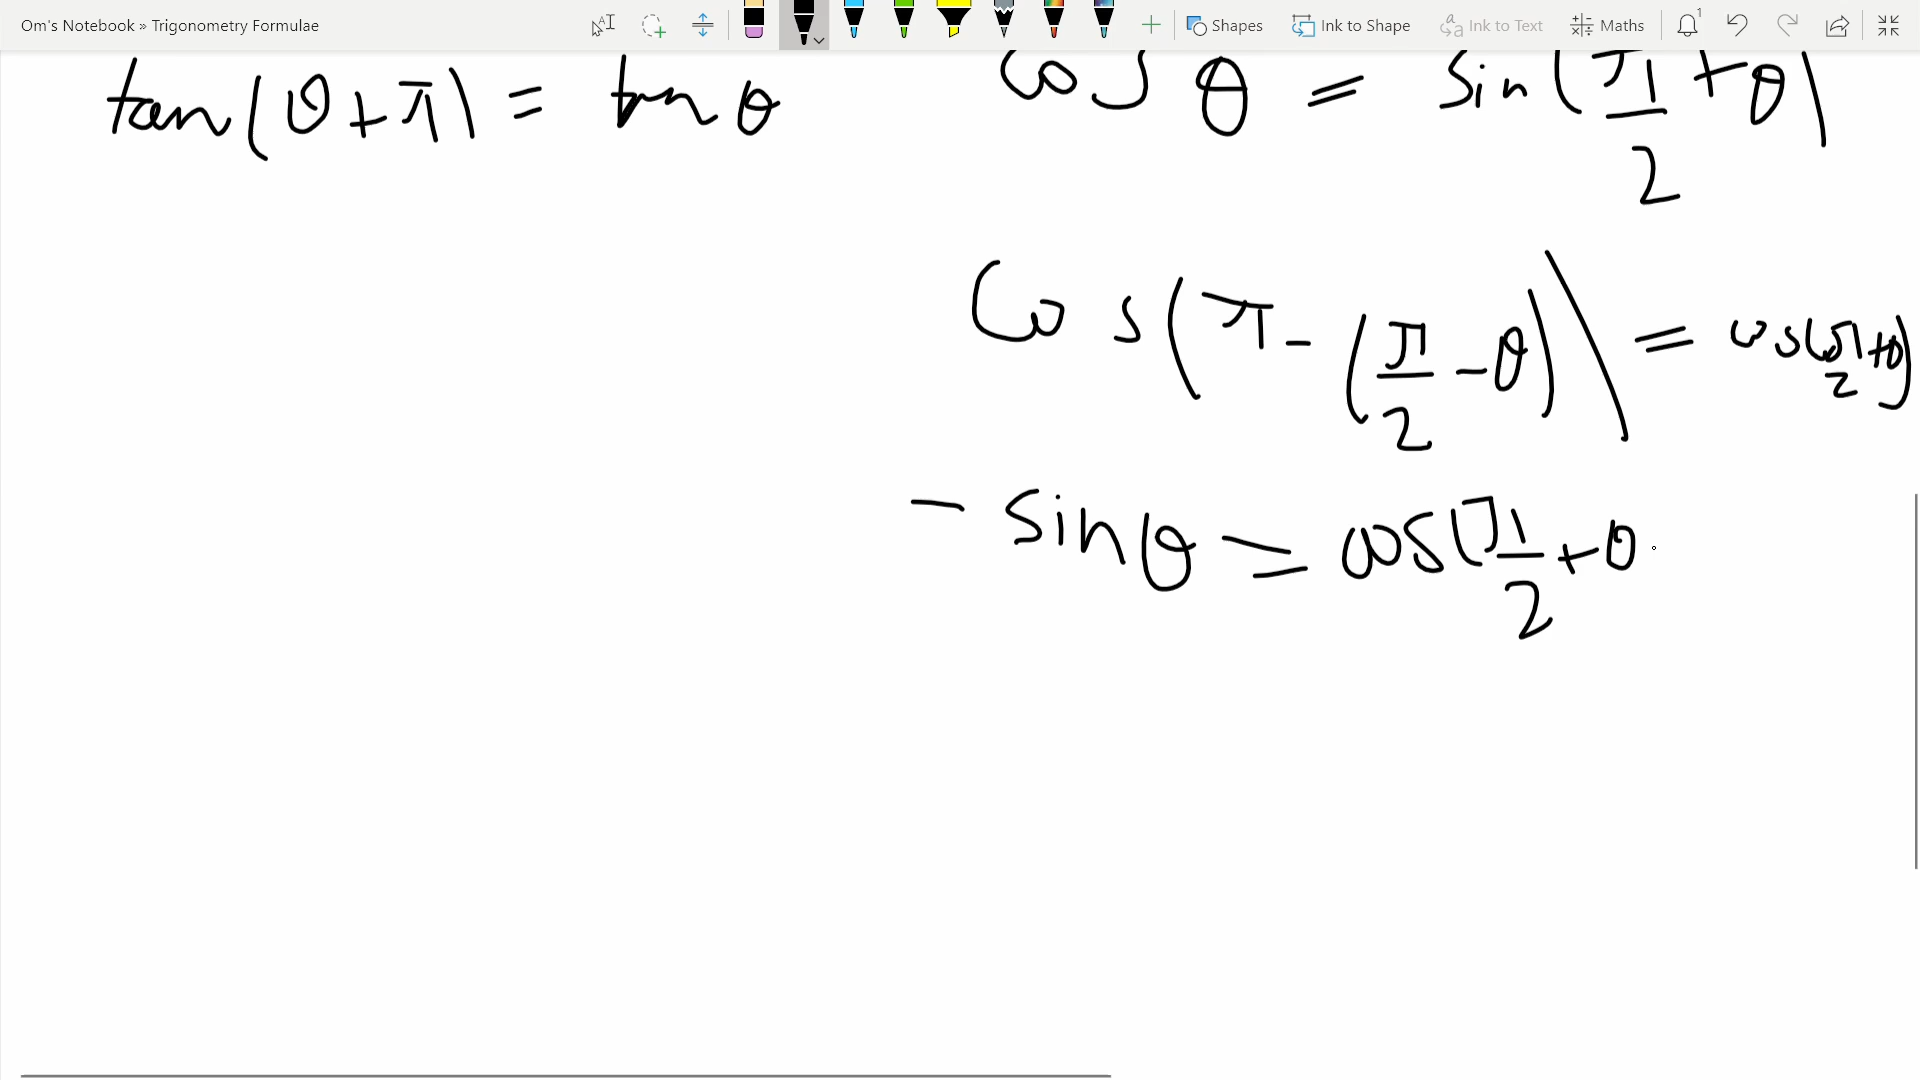 Om's Notebook » Trigonometry Formulae
Shapes Ink to Shape Ink to Text Maths 1
tan(θ+π) = tan θ
cos θ = sin(π/2 + θ)
Cos(π - (π/2 - θ)) = cos(π/2 + θ)
- sin θ = cos(π/2 + θ